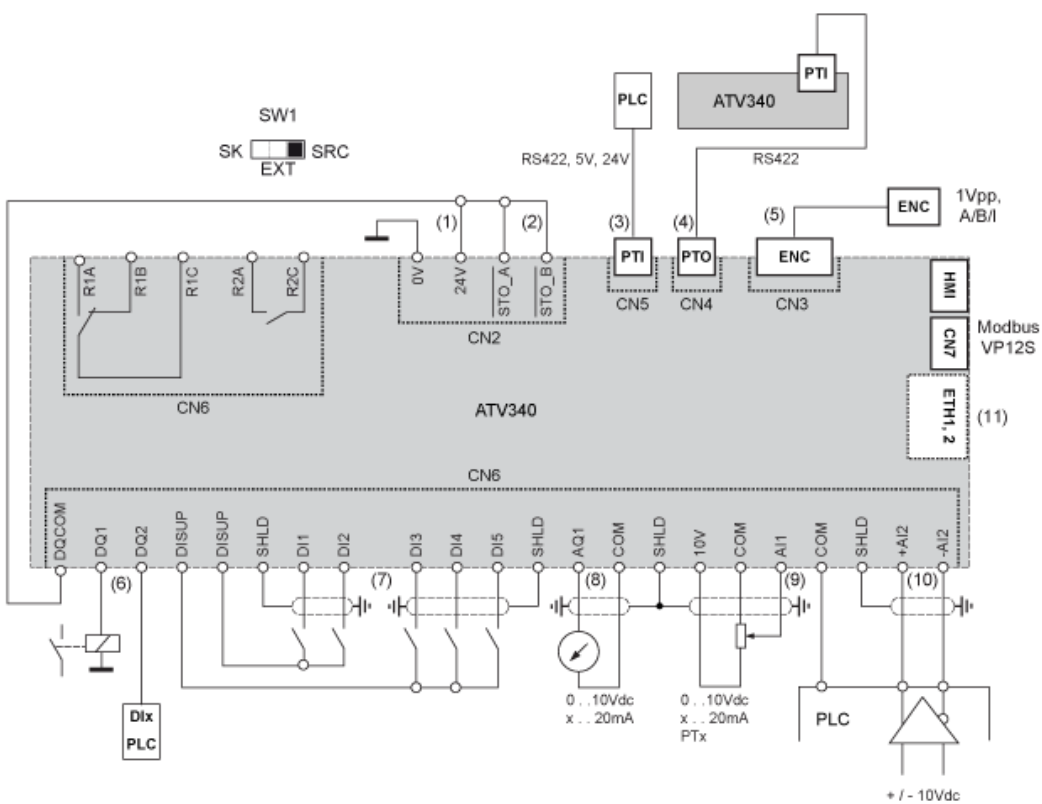 PTI
PLC
ATV340
SW1
SK
SRC
EXT
RS422, 5V, 24V
RS422
(1)
(2)
(3)
(4)
(5)
ENC
1Vpp,
A/B/I
R1A
R1B
R1C
R2A
R2C
0V
24V
STO_A
STO_B
PTI
PTO
ENC
CN5
CN4
CN3
HMI
CN2
CN7
Modbus
VP12S
CN6
ATV340
ETH1, 2
(11)
CN6
DQCOM
DQ1
DQ2
DISUP
DISUP
SHLD
DI1
DI2
DI3
DI4
DI5
SHLD
AQ1
COM
SHLD
10V
COM
AI1
COM
SHLD
+AI2
-AI2
(6)
(7)
(8)
(9)
(10)
0 . .10Vdc
x . . 20mA
0 . .10Vdc
x . . 20mA
PTx
DIx
PLC
PLC
+ / - 10Vdc